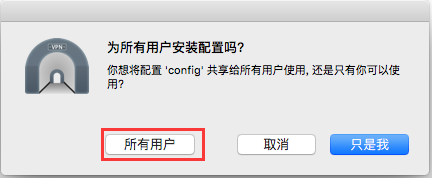 VPN
为所有用户安装配置吗?
你想将配置 'config' 共享给所有用户使用, 还是只有你可以使
用?
所有用户
取消
只是我